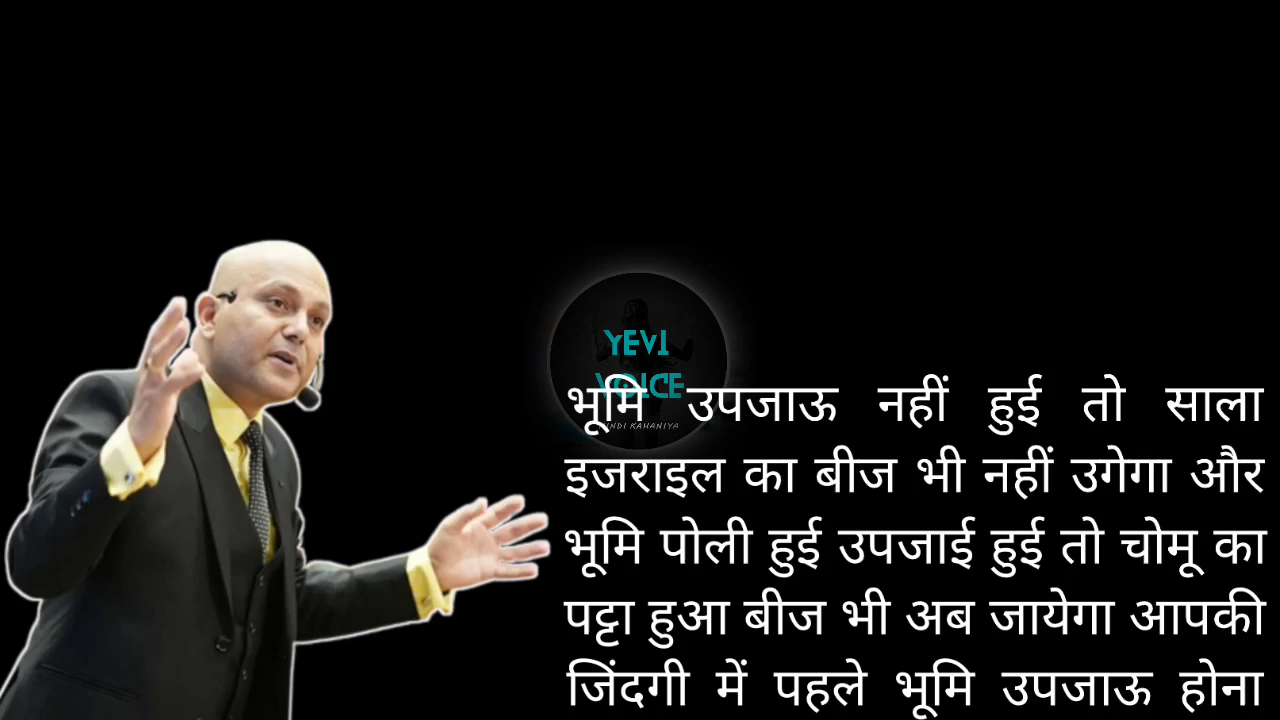 YEVI
VOICE
HINDI KAHANIYA
भूमि उपजाऊ नहीं हुई तो साला
इजराइल का बीज भी नहीं उगेगा और
भूमि पोली हुई उपजाई हुई तो चोमू का
पट्टा हुआ बीज भी अब जायेगा आपकी
जिंदगी में पहले भूमि उपजाऊ होना